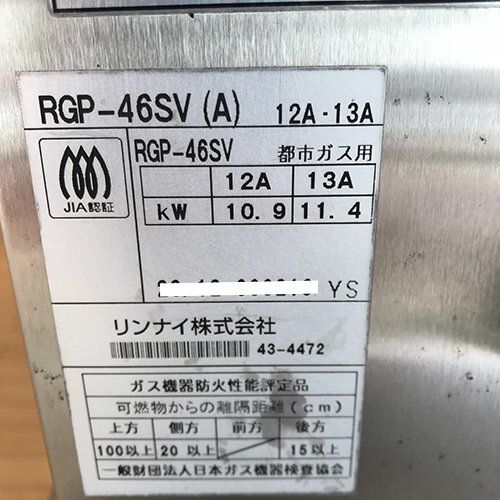 RGP-46SV (A) 12A・13A
RGP-46SV 都市ガス用
JIA認証
12A 13A
kW 10.9 11.4
YS
リンナイ株式会社
43-4472
ガス機器防火性能評定品
可燃物からの離隔距離(cm)
上方 側方 前方 後方
100以上 20以上 15以上
一般財団法人日本ガス機器検査協会